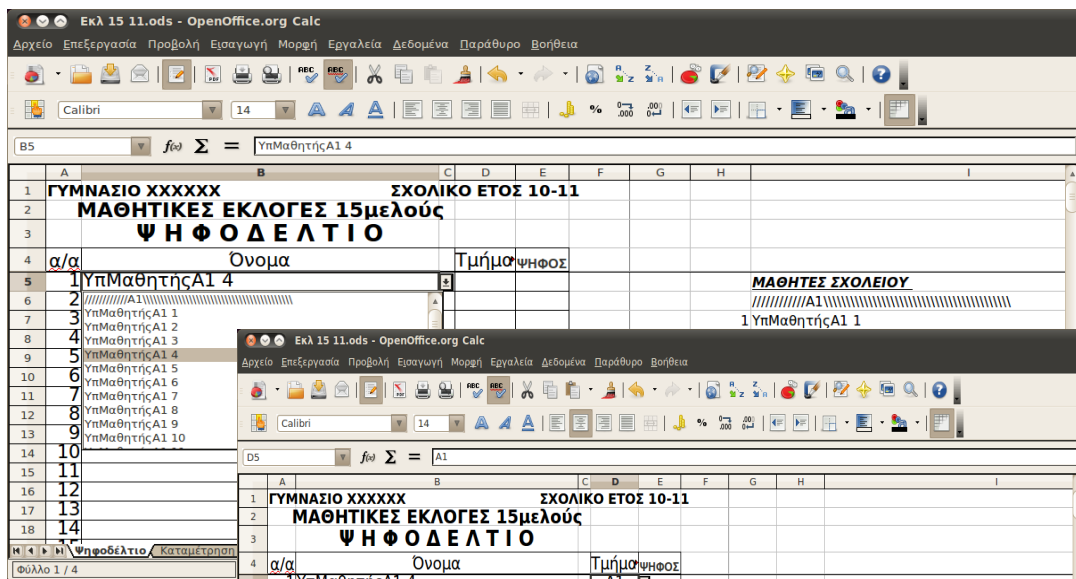 Εκλ 15 11.ods - OpenOffice.org Calc
Αρχείο Επεξεργασία Προβολή Εισαγωγή Μορφή Εργαλεία Δεδομένα Παράθυρο Βοήθεια
Calibri 14
B5 f(x) Σ = ΥπΜαθητήςΑ1 4
A B C D E F G H I
1 ΓΥΜΝΑΣΙΟ ΧΧΧΧΧΧ ΣΧΟΛΙΚΟ ΕΤΟΣ 10-11
2 ΜΑΘΗΤΙΚΕΣ ΕΚΛΟΓΕΣ 15μελούς
3 Ψ Η Φ Ο Δ Ε Λ Τ Ι Ο
4 α/α Όνομα Τμήμα ΨΗΦΟΣ
5 1 ΥπΜαθητήςΑ1 4 ΜΑΘΗΤΕΣ ΣΧΟΛΕΙΟΥ
6 2 ////////////Α1\\\\\\\\\\\\\\\\\\\\\\\\\\\\\\\\\\\\\\\\\\ ////////////Α1\\\\\\\\\\\\\\\\\\\\\\\\\\\\\\\\\\\\\\\\\\
7 3 ΥπΜαθητήςΑ1 1 1 ΥπΜαθητήςΑ1 1
ΥπΜαθητήςΑ1 2
8 4 ΥπΜαθητήςΑ1 3
9 5 ΥπΜαθητήςΑ1 4
10 6 ΥπΜαθητήςΑ1 5
ΥπΜαθητήςΑ1 6
11 7 ΥπΜαθητήςΑ1 7
12 8 ΥπΜαθητήςΑ1 8
ΥπΜαθητήςΑ1 9
13 9 ΥπΜαθητήςΑ1 10
14 10
15 11
16 12
17 13
18 14
Ψηφοδέλτιο Καταμέτρηση
Φύλλο 1 / 4
Εκλ 15 11.ods - OpenOffice.org Calc
Αρχείο Επεξεργασία Προβολή Εισαγωγή Μορφή Εργαλεία Δεδομένα Παράθυρο Βοήθεια
Calibri 14
D5 f(x) Σ = A1
A B C D E F G H I
1 ΓΥΜΝΑΣΙΟ ΧΧΧΧΧΧ ΣΧΟΛΙΚΟ ΕΤΟΣ 10-11
2 ΜΑΘΗΤΙΚΕΣ ΕΚΛΟΓΕΣ 15μελούς
3 Ψ Η Φ Ο Δ Ε Λ Τ Ι Ο
4 α/α Όνομα Τμήμα ΨΗΦΟΣ